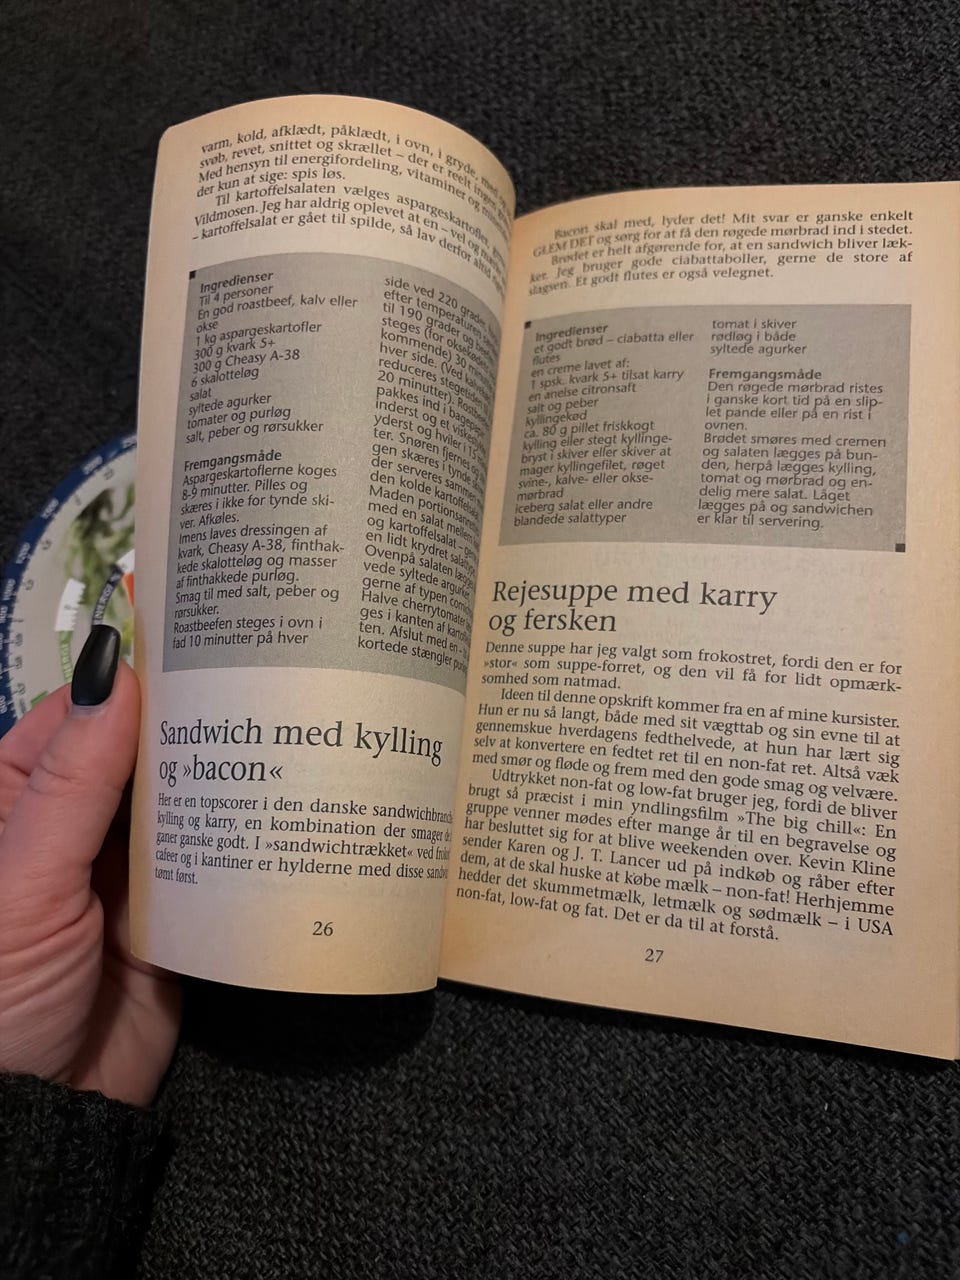 varm, kold, afklædt, påklædt, i ovn, i gryde, med og
svøb, revet, snittet og skrællet – der er reelt ingen
Med hensyn til energifordeling, vitaminer og
der kun at sige: spis løs.
Til kartoffelsalaten vælges aspargeskartofler,
Vildmosen. Jeg har aldrig oplevet at en – vel og
– kartoffelsalat er gået til spilde, så lav derfor altid
Ingredienser
Til 4 personer
En god roastbeef, kalv eller
okse
1 kg aspargeskartofler
300 g kvark 5+
300 g Cheasy A-38
6 skalotteløg
salat
syltede agurker
tomater og purløg
salt, peber og rørsukker
Fremgangsmåde
Aspargeskartoflerne koges
8-9 minutter. Pilles og
skæres i ikke for tynde ski-
ver. Afkøles.
Imens laves dressingen af
kvark, Cheasy A-38, finthak-
kede skalotteløg og masser
af finthakkede purløg.
Smag til med salt, peber og
rørsukker.
Roastbeefen steges i ovn i
fad 10 minutter på hver
side ved 220 grader,
efter temperaturen
til 190 grader og
steges (for oksekødets
kommende) 30
hver side. (Ved
reduceres stegetiden
20 minutter).
pakkes ind i bagepapir
inderst og et viskestykke
yderst og hviler i 15
ter. Snøren fjernes og
gen skæres i tynde
der serveres sammen
den kolde kartoffelsalat
Maden portionsanrettes
med en salat mellem
og kartoffelsalat –
en lidt krydret salattype
Ovenpå salaten lægges
vede syltede agurker
gerne af typen
Halve cherrytomater
ges i kanten af
ten. Afslut med en
kortede stængler
Sandwich med kylling
og »bacon«
Her er en topscorer i den danske sandwichbranche
kylling og karry, en kombination der smager
ganer ganske godt. I »sandwichtrækket« ved
cafeer og i kantiner er hylderne med disse
tømt først.
26
Bacon skal med, lyder det! Mit svar er ganske enkelt
GLEM DET og sørg for at få den røgede mørbrad ind i stedet.
Brødet er helt afgørende for, at en sandwich bliver læk-
ker. Jeg bruger gode ciabattaboller, gerne de store af
slagsen. Et godt flutes er også velegnet.
Ingredienser
et godt brød – ciabatta eller
flutes
en creme lavet af:
1 spsk. kvark 5+ tilsat karry
en anelse citronsaft
salt og peber
kyllingekød
ca. 80 g pillet friskkogt
kylling eller stegt kyllinge-
bryst i skiver eller skiver at
mager kyllingefilet, røget
svine-, kalve- eller okse-
mørbrad
iceberg salat eller andre
blandede salattyper
tomat i skiver
rødløg i både
syltede agurker
Fremgangsmåde
Den røgede mørbrad ristes
i ganske kort tid på en slip-
let pande eller på en rist i
ovnen.
Brødet smøres med cremen
og salaten lægges på bun-
den, herpå lægges kylling,
tomat og mørbrad og en-
delig mere salat. Låget
lægges på og sandwichen
er klar til servering.
Rejesuppe med karry
og fersken
Denne suppe har jeg valgt som frokostret, fordi den er for
»stor« som suppe-forret, og den vil få for lidt opmærk-
somhed som natmad.
Ideen til denne opskrift kommer fra en af mine kursister.
Hun er nu så langt, både med sit vægttab og sin evne til at
gennemskue hverdagens fedthelvede, at hun har lært sig
selv at konvertere en fedtet ret til en non-fat ret. Altså væk
med smør og fløde og frem med den gode smag og velvære.
Udtrykket non-fat og low-fat bruger jeg, fordi de bliver
brugt så præcist i min yndlingsfilm »The big chill«: En
gruppe venner mødes efter mange år til en begravelse og
har besluttet sig for at blive weekenden over. Kevin Kline
sender Karen og J. T. Lancer ud på indkøb og råber efter
dem, at de skal huske at købe mælk – non-fat! Herhjemme
hedder det skummetmælk, letmælk og sødmælk – i USA
non-fat, low-fat og fat. Det er da til at forstå.
27